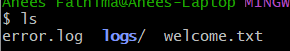 Anees Fathima@Anees-Laptop MINGW
$ ls
error.log  logs/  welcome.txt